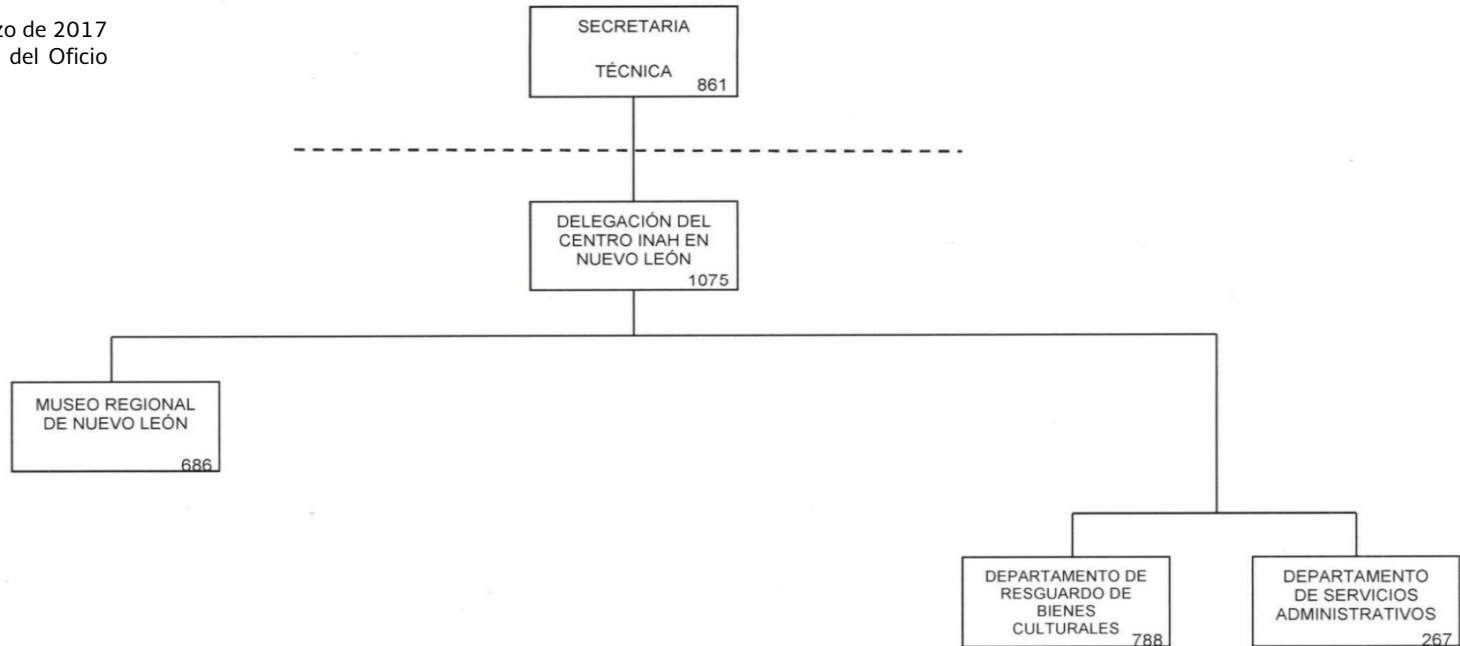 de 2017
del Oficio
SECRETARIA
TÉCNICA
861
DELEGACIÓN DEL
CENTRO INAH EN
NUEVO LEÓN
1075
MUSEO REGIONAL
DE NUEVO LEÓN
686
DEPARTAMENTO DE
RESGUARDO DE
BIENES
CULTURALES
788
DEPARTAMENTO
DE SERVICIOS
ADMINISTRATIVOS
267